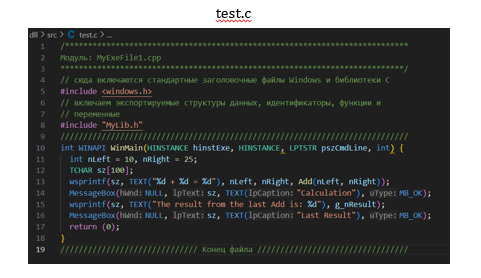 test.c
dll > src > C test.c > ...
1 /***************************************************************************
2 Модуль: MyExeFile1.cpp
3 ***************************************************************************/
4 // сюда включаются стандартные заголовочные файлы Windows и библиотеки C
5 #include <windows.h>
6 // включаем экспортируемые структуры данных, идентификаторы, функции и
7 // переменные
8 #include "MyLib.h"
9 ///////////////////////////////////////////////////////////////////////////
10 int WINAPI WinMain(HINSTANCE hinstExe, HINSTANCE, LPTSTR pszCmdLine, int) {
11 int nLeft = 10, nRight = 25;
12 TCHAR sz[100];
13 wsprintf(sz, TEXT("%d + %d = %d"), nLeft, nRight, Add(nLeft, nRight));
14 MessageBox(hWnd:NULL, lpText:sz, TEXT(lpCaption:"Calculation"), uType:MB_OK);
15 wsprintf(sz, TEXT("The result from the last Add is: %d"), g_nResult);
16 MessageBox(hWnd:NULL, lpText:sz, TEXT(lpCaption:"Last Result"), uType:MB_OK);
17 return (0);
18 }
19 ////////////////////////////// Конец файла /////////////////////////////////